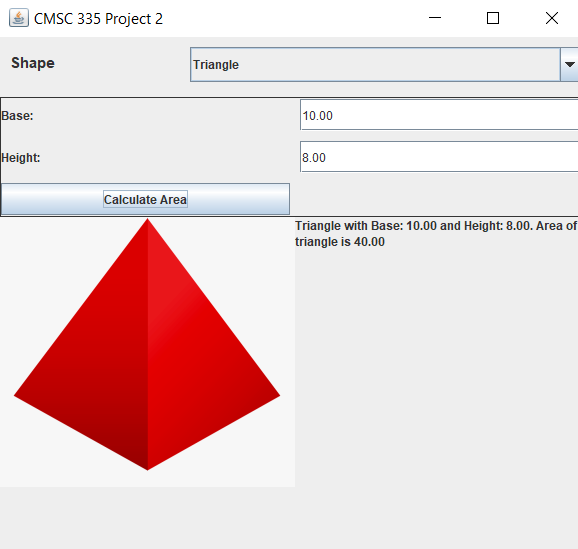 CMSC 335 Project 2
Shape
Triangle
Base:
10.00
Height:
8.00
Calculate Area
Triangle with Base: 10.00 and Height: 8.00. Area of
triangle is 40.00